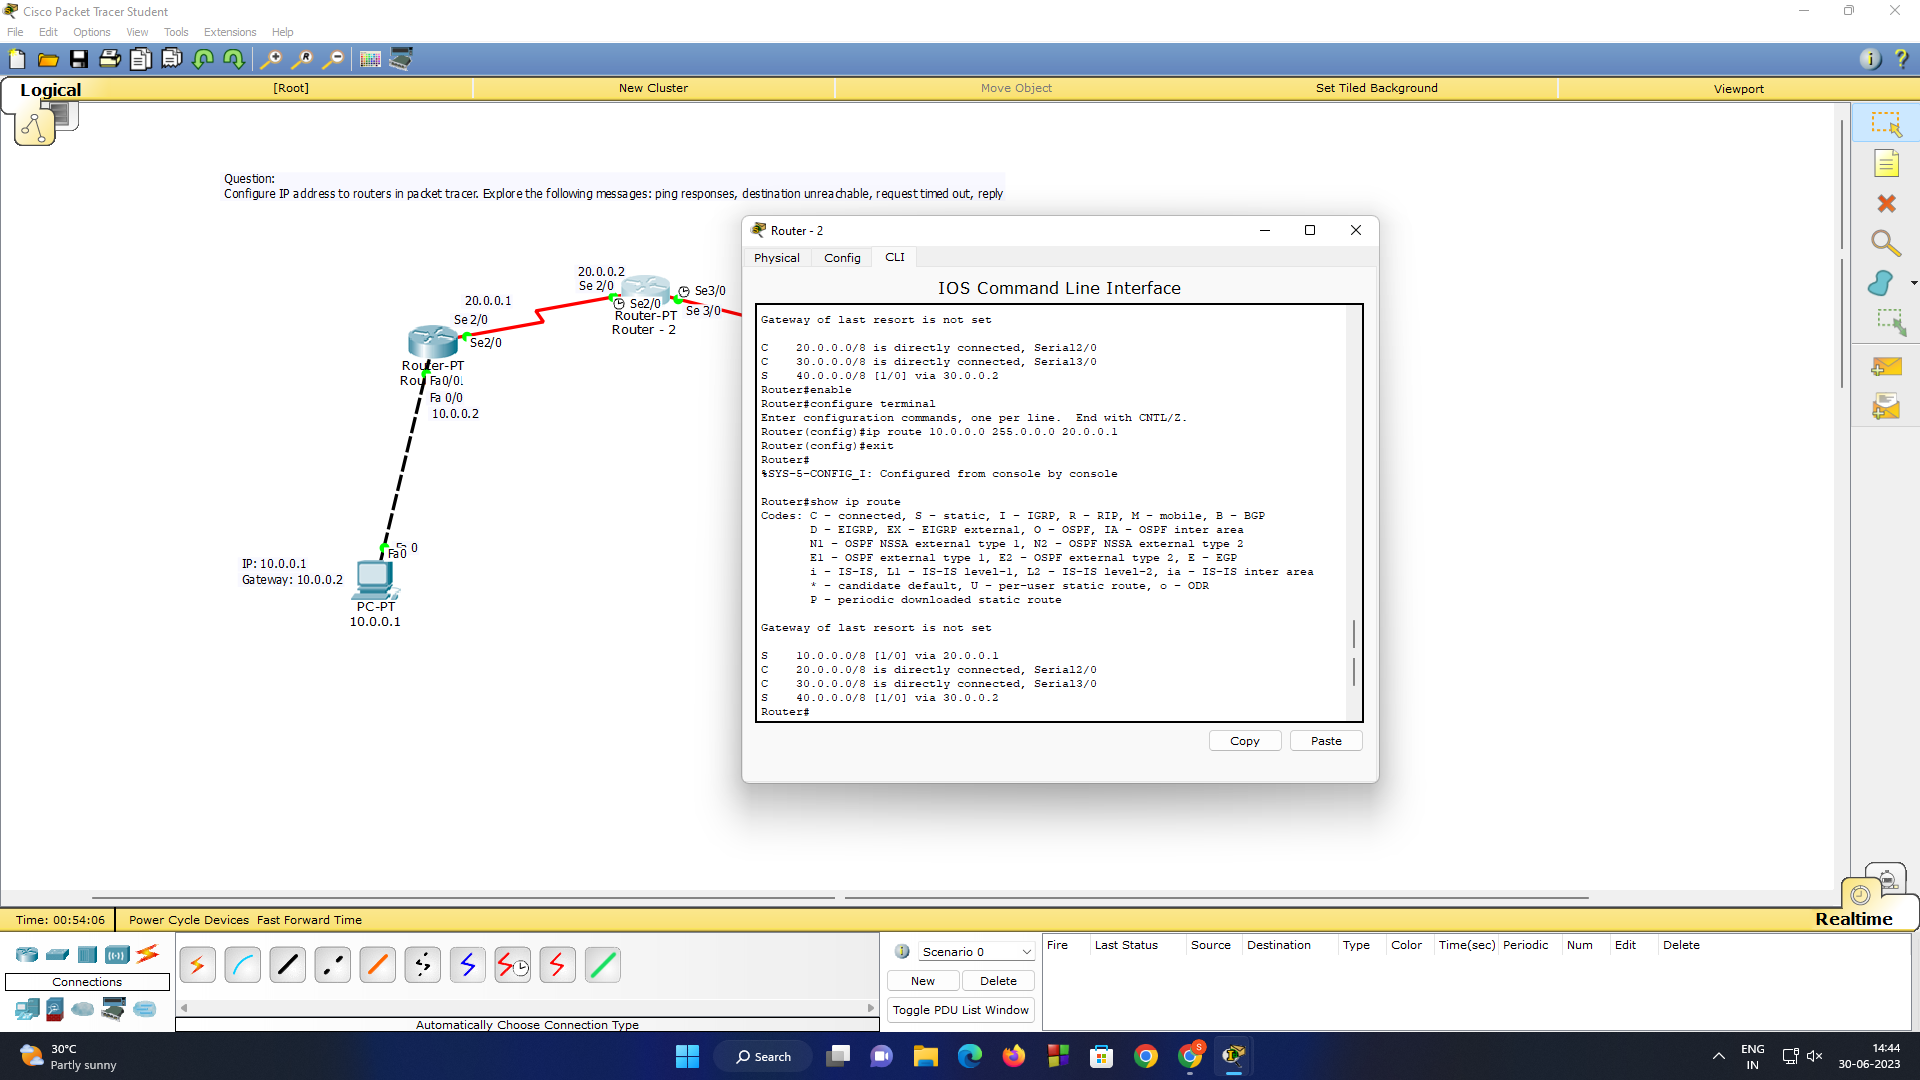 Cisco Packet Tracer Student
File Edit Options View Tools Extensions Help
Logical [Root] New Cluster Move Object Set Tiled Background Viewport
Question:
Configure IP address to routers in packet tracer. Explore the following messages: ping responses, destination unreachable, request timed out, reply
20.0.0.2
Se 2/0
Se3/0
Se2/0
Se 3/0
Router-PT
Router - 2
20.0.0.1
Se 2/0
Se2/0
Router-PT
Rou
Fa0/0.
Fa 0/0
10.0.0.2
Fa0
0
IP: 10.0.0.1
Gateway: 10.0.0.2
PC-PT
10.0.0.1
Router - 2
Physical Config CLI
IOS Command Line Interface
Gateway of last resort is not set
C 20.0.0.0/8 is directly connected, Serial2/0
C 30.0.0.0/8 is directly connected, Serial3/0
S 40.0.0.0/8 [1/0] via 30.0.0.2
Router#enable
Router#configure terminal
Enter configuration commands, one per line. End with CNTL/Z.
Router(config)#ip route 10.0.0.0 255.0.0.0 20.0.0.1
Router(config)#exit
Router#
%SYS-5-CONFIG_I: Configured from console by console
Router#show ip route
Codes: C - connected, S - static, I - IGRP, R - RIP, M - mobile, B - BGP
D - EIGRP, EX - EIGRP external, O - OSPF, IA - OSPF inter area
N1 - OSPF NSSA external type 1, N2 - OSPF NSSA external type 2
E1 - OSPF external type 1, E2 - OSPF external type 2, E - EGP
i - IS-IS, L1 - IS-IS level-1, L2 - IS-IS level-2, ia - IS-IS inter area
* - candidate default, U - per-user static route, o - ODR
P - periodic downloaded static route
Gateway of last resort is not set
S 10.0.0.0/8 [1/0] via 20.0.0.1
C 20.0.0.0/8 is directly connected, Serial2/0
C 30.0.0.0/8 is directly connected, Serial3/0
S 40.0.0.0/8 [1/0] via 30.0.0.2
Router#
Copy Paste
Time: 00:54:06 Power Cycle Devices Fast Forward Time Realtime
Connections
Automatically Choose Connection Type
Scenario 0
New Delete
Toggle PDU List Window
Fire Last Status Source Destination Type Color Time(sec) Periodic Num Edit Delete
30°C
Partly sunny
Search
S
ENG
IN
14:44
30-06-2023